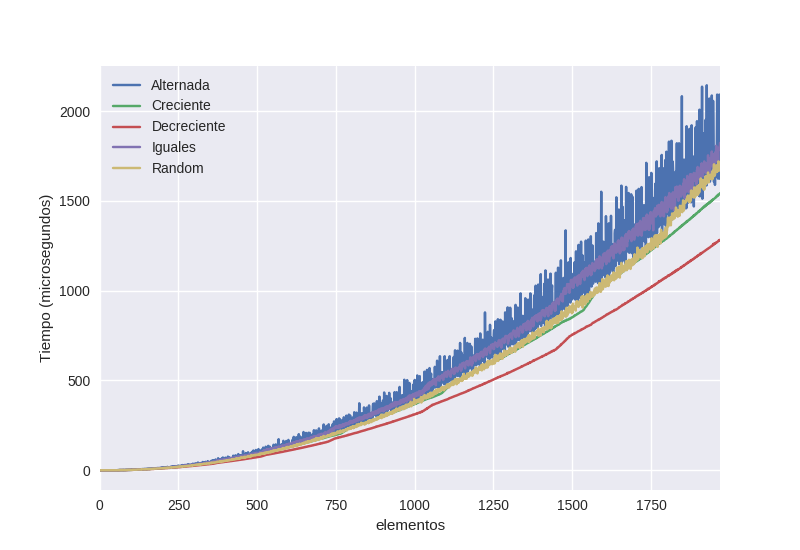 Alternada
Creciente
Decreciente
Iguales
Random
Tiempo (microsegundos)
2000
1500
1000
500
0
0 250 500 750 1000 1250 1500 1750
elementos